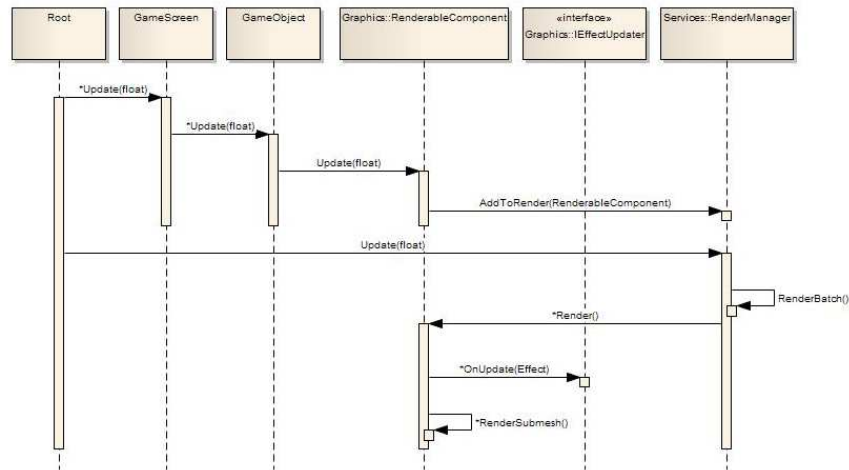 Root
GameScreen
GameObject
Graphics::RenderableComponent
«interface»
Graphics::IEffectUpdater
Services::RenderManager
*Update(float)
*Update(float)
Update(float)
AddToRender(RenderableComponent)
Update(float)
RenderBatch()
*Render()
*OnUpdate(Effect)
*RenderSubmesh()